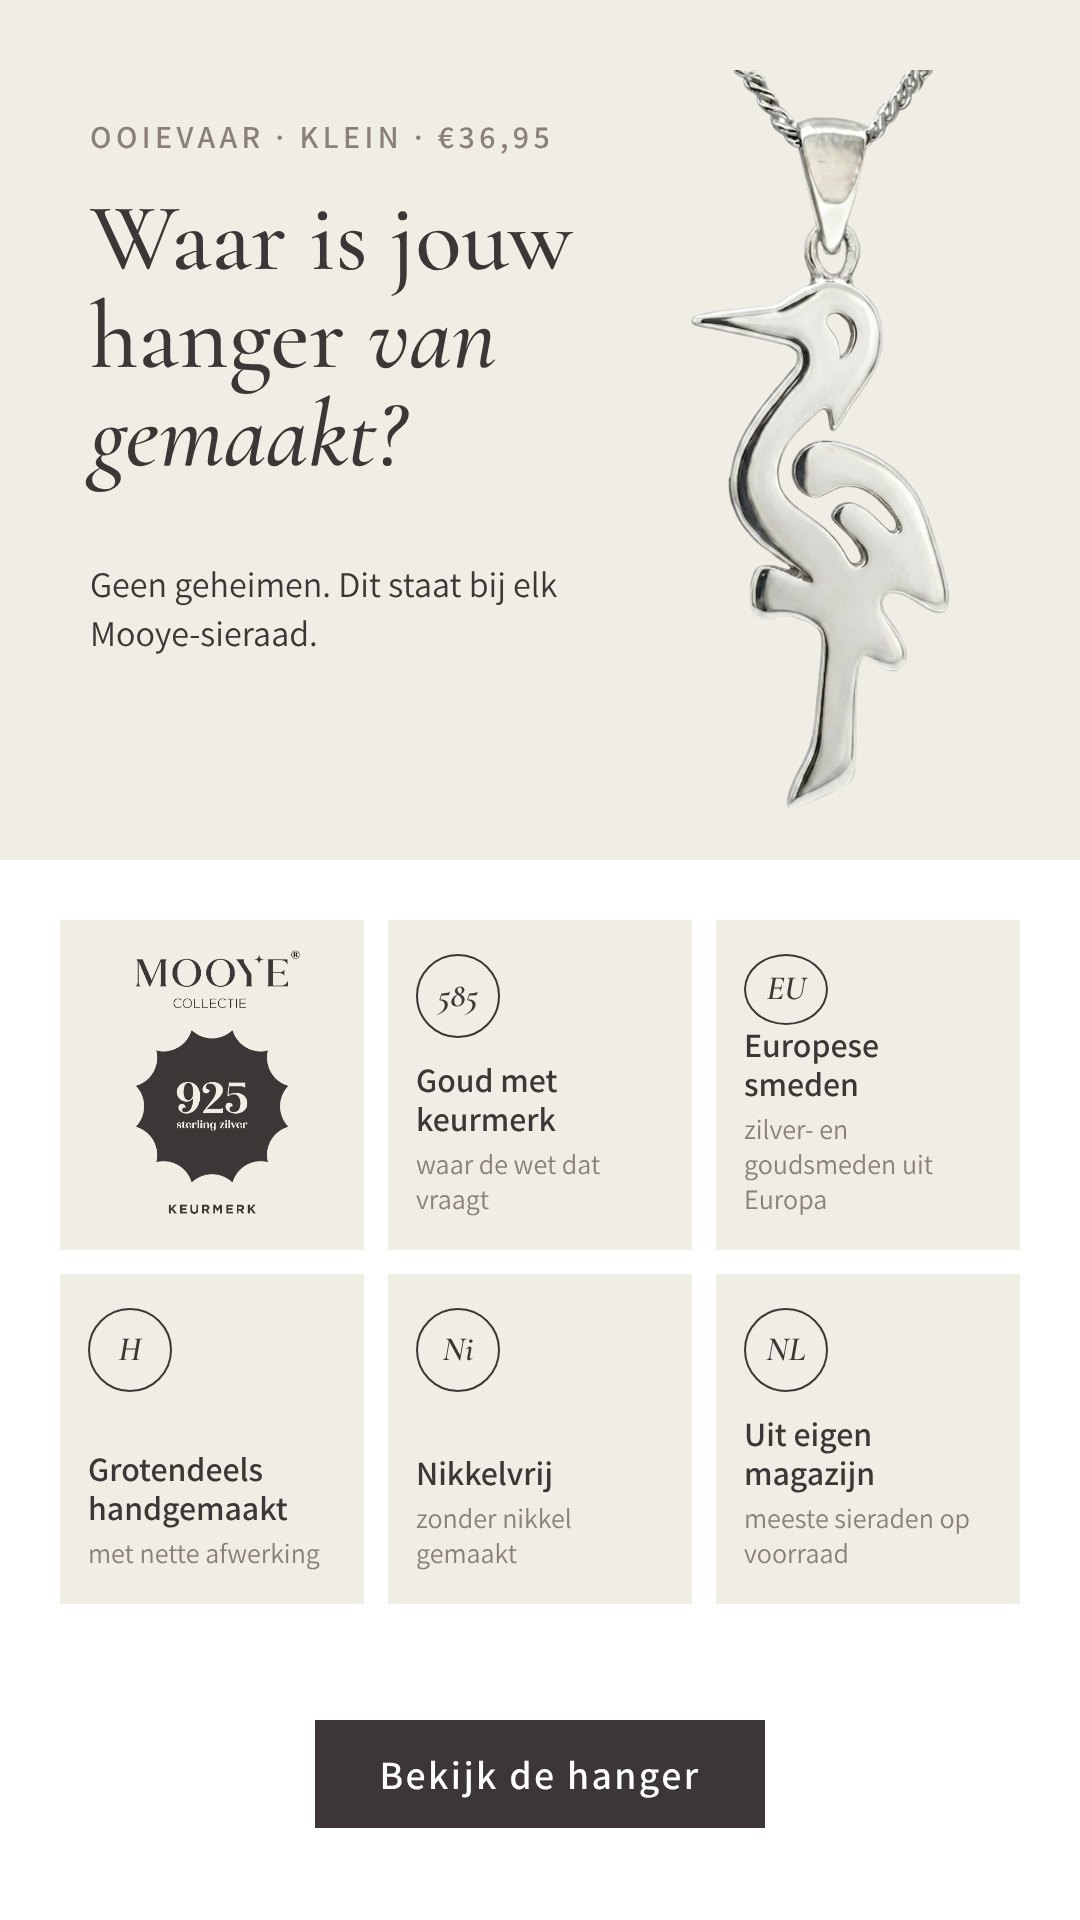 OOIEVAAR · KLEIN · €36,95
Waar is jouw
hanger van
gemaakt?
Geen geheimen. Dit staat bij elk
Mooye-sieraad.
MOOYE®
COLLECTIE
925
sterling zilver
KEURMERK
585
Goud met
keurmerk
waar de wet dat
vraagt
EU
Europese
smeden
zilver- en
goudsmeden uit
Europa
H
Grotendeels
handgemaakt
met nette afwerking
Ni
Nikkelvrij
zonder nikkel
gemaakt
NL
Uit eigen
magazijn
meeste sieraden op
voorraad
Bekijk de hanger